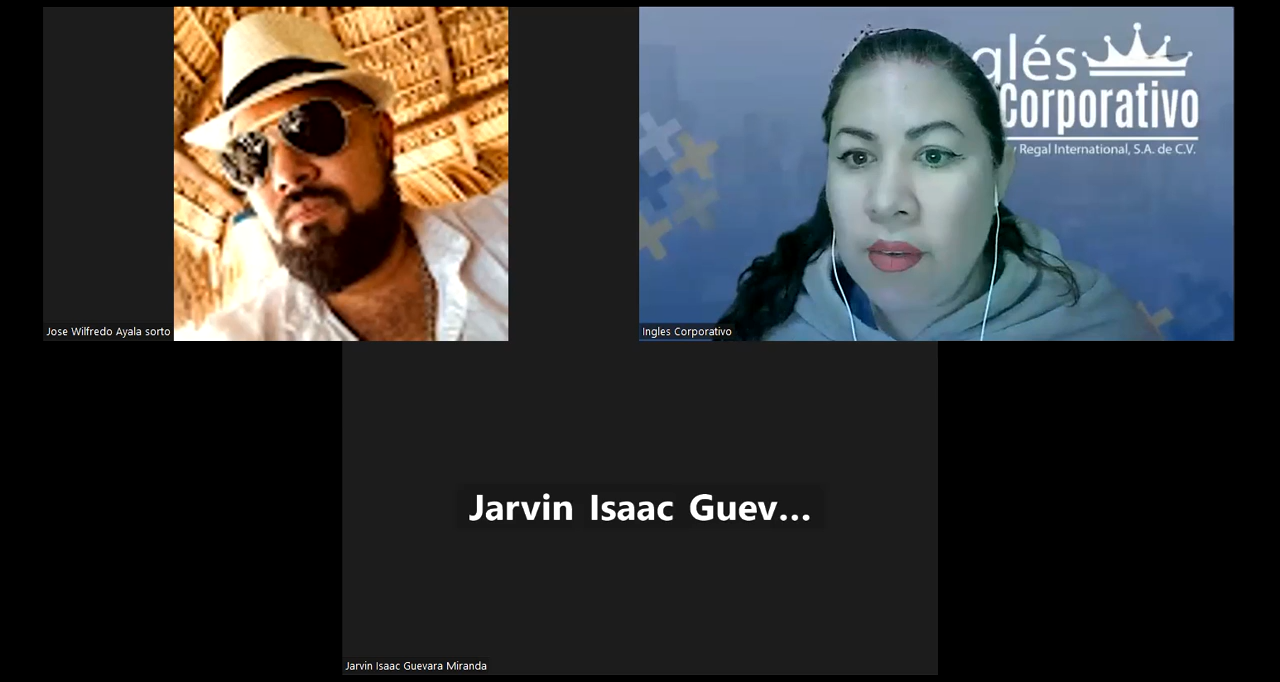 glés
Corporativo
y Regal International, S.A. de C.V.
Jose Wilfredo Ayala sorto
Ingles Corporativo
Jarvin Isaac Guev...
Jarvin Isaac Guevara Miranda